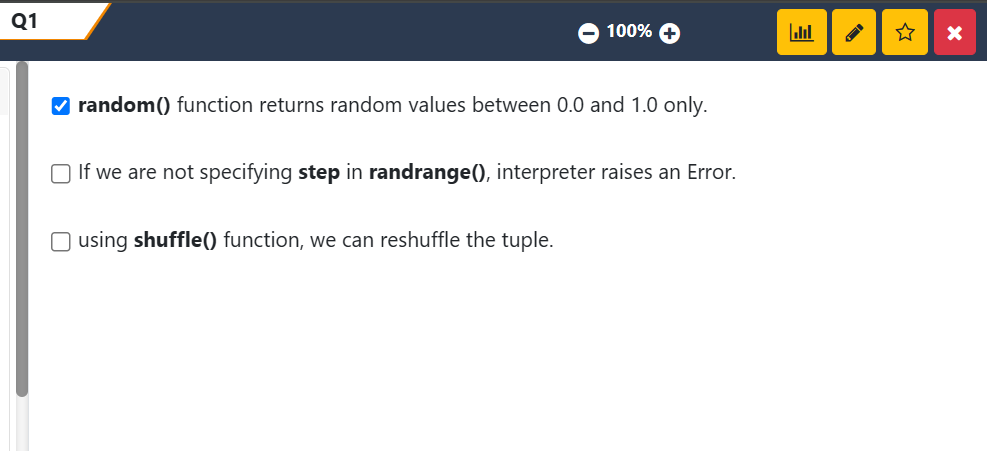 Q1
100%
random() function returns random values between 0.0 and 1.0 only.
If we are not specifying step in randrange(), interpreter raises an Error.
using shuffle() function, we can reshuffle the tuple.